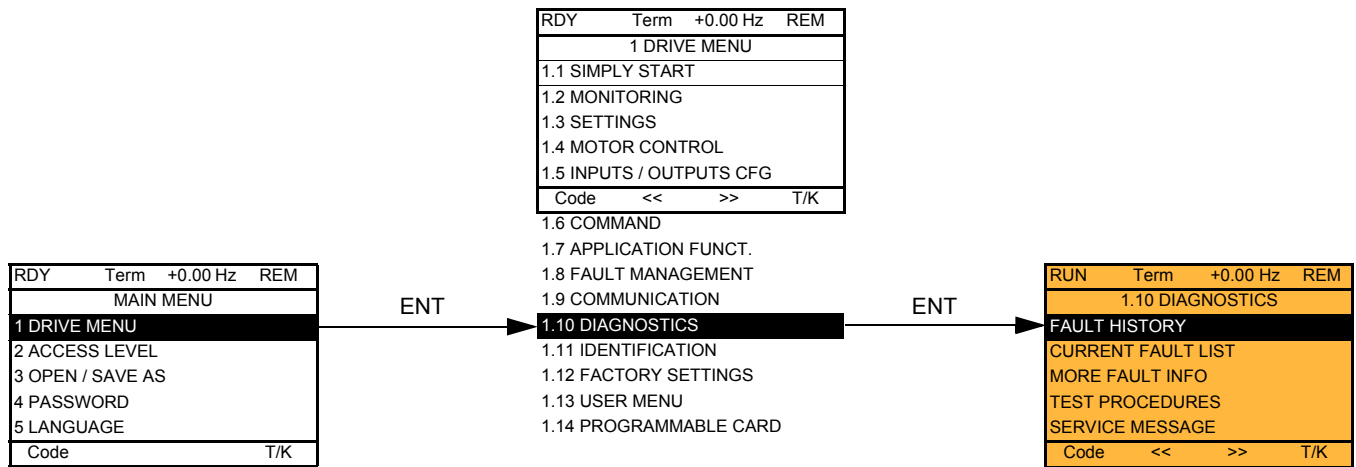 RDY Term +0.00 Hz REM
1 DRIVE MENU
1.1 SIMPLY START
1.2 MONITORING
1.3 SETTINGS
1.4 MOTOR CONTROL
1.5 INPUTS / OUTPUTS CFG
Code << >> T/K
1.6 COMMAND
1.7 APPLICATION FUNCT.
1.8 FAULT MANAGEMENT
1.9 COMMUNICATION
1.10 DIAGNOSTICS
1.11 IDENTIFICATION
1.12 FACTORY SETTINGS
1.13 USER MENU
1.14 PROGRAMMABLE CARD
RDY Term +0.00 Hz REM
MAIN MENU
1 DRIVE MENU
2 ACCESS LEVEL
3 OPEN / SAVE AS
4 PASSWORD
5 LANGUAGE
Code T/K
ENT
ENT
RUN Term +0.00 Hz REM
1.10 DIAGNOSTICS
FAULT HISTORY
CURRENT FAULT LIST
MORE FAULT INFO
TEST PROCEDURES
SERVICE MESSAGE
Code << >> T/K